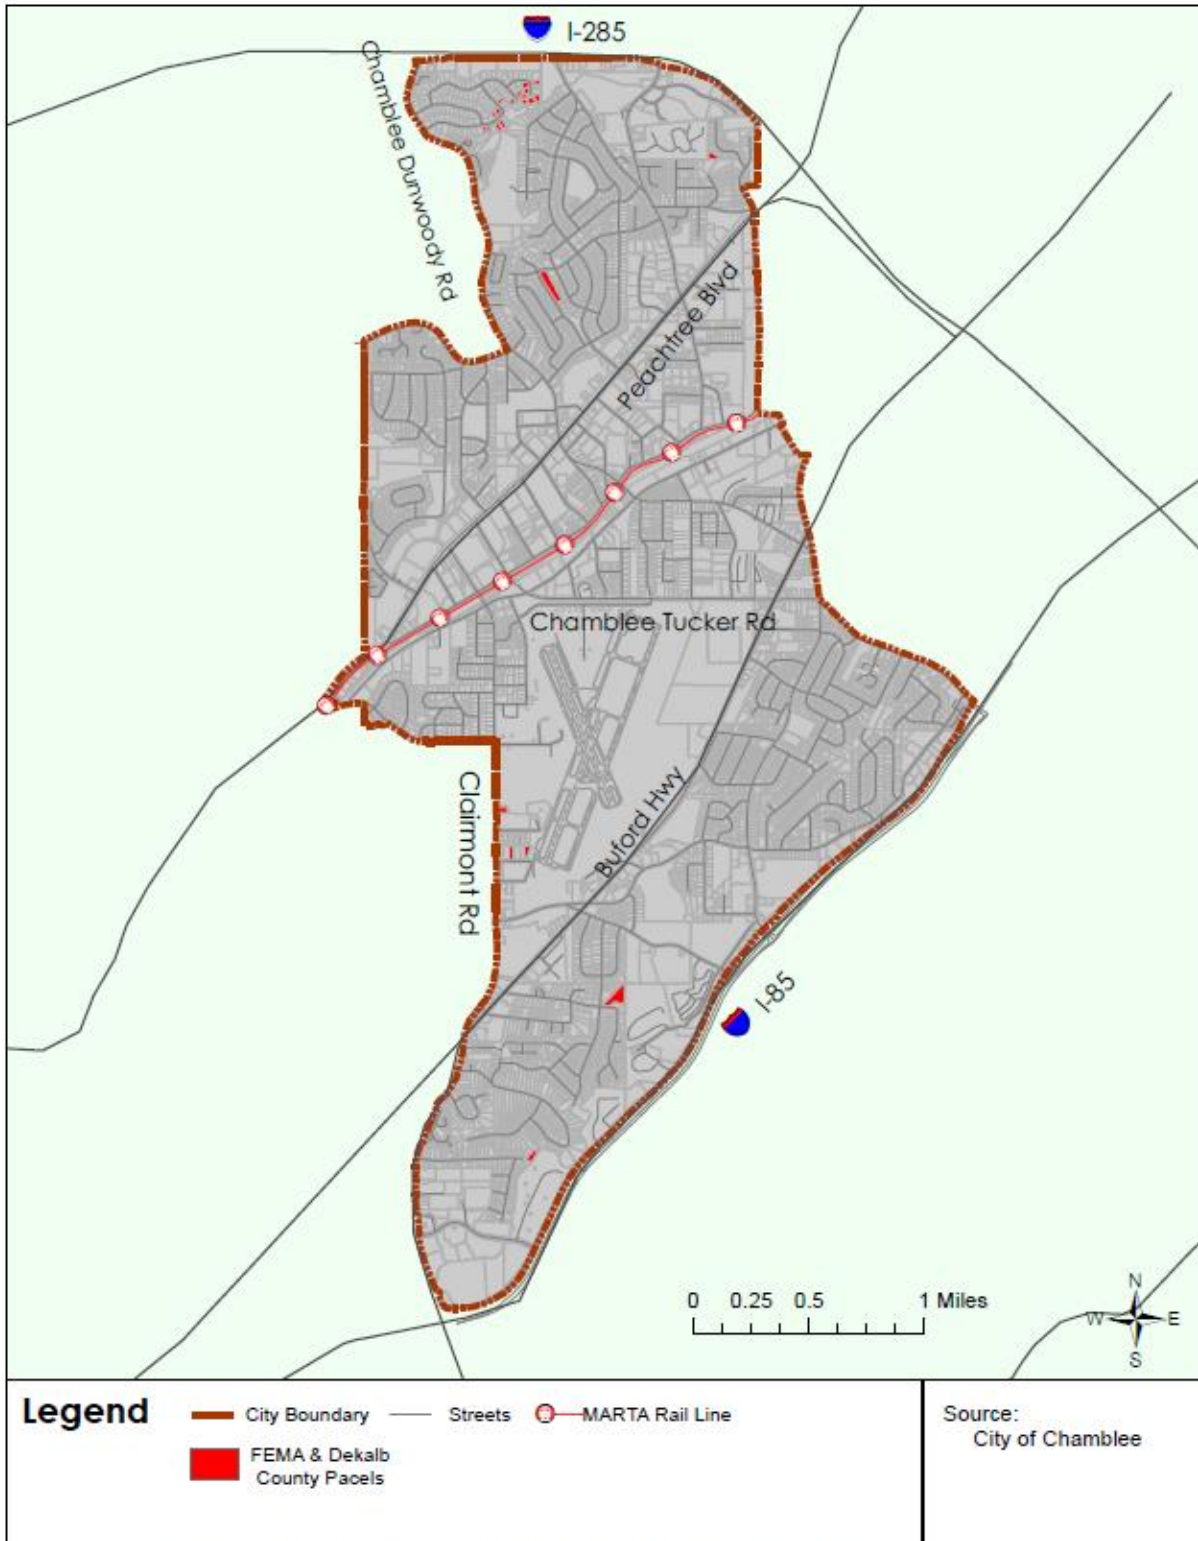 I-285
Chamblee Dunwoody Rd
Peachtree Blvd
Chamblee Tucker Rd
Clairmont Rd
Buford Hwy
I-85
0 0.25 0.5 1 Miles
N
W E
S
Legend
City Boundary Streets MARTA Rail Line
FEMA & Dekalb
County Pacels
Source:
City of Chamblee